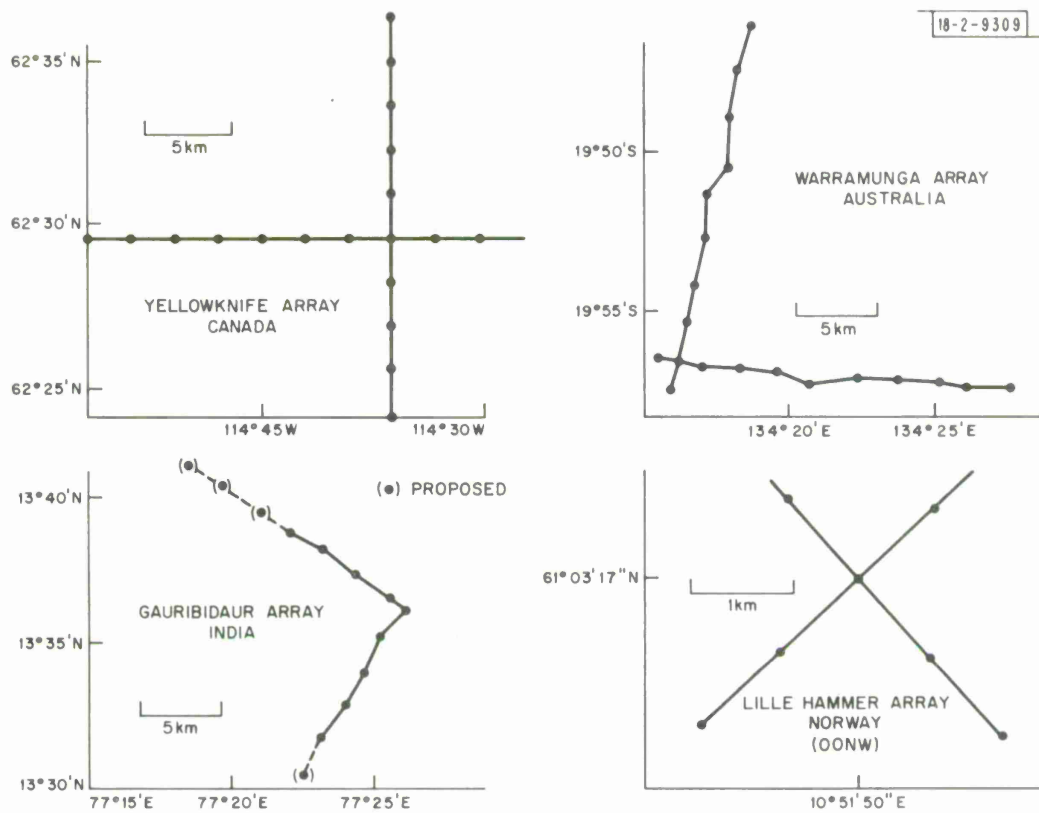 18-2-9309
62°35'N
5km
62°30'N
YELLOWKNIFE ARRAY
CANADA
62°25'N
114°45W
114°30'W
19°50'S
WARRAMUNGA ARRAY
AUSTRALIA
19°55'S
5km
134°20'E
134°25'E
13°40'N
(•) PROPOSED
GAURIBIDAUR ARRAY
INDIA
13°35'N
5km
13°30'N
77°15'E
77°20'E
77°25'E
61°03'17"N
1km
LILLE HAMMER ARRAY
NORWAY
(OONW)
10°51'50"E